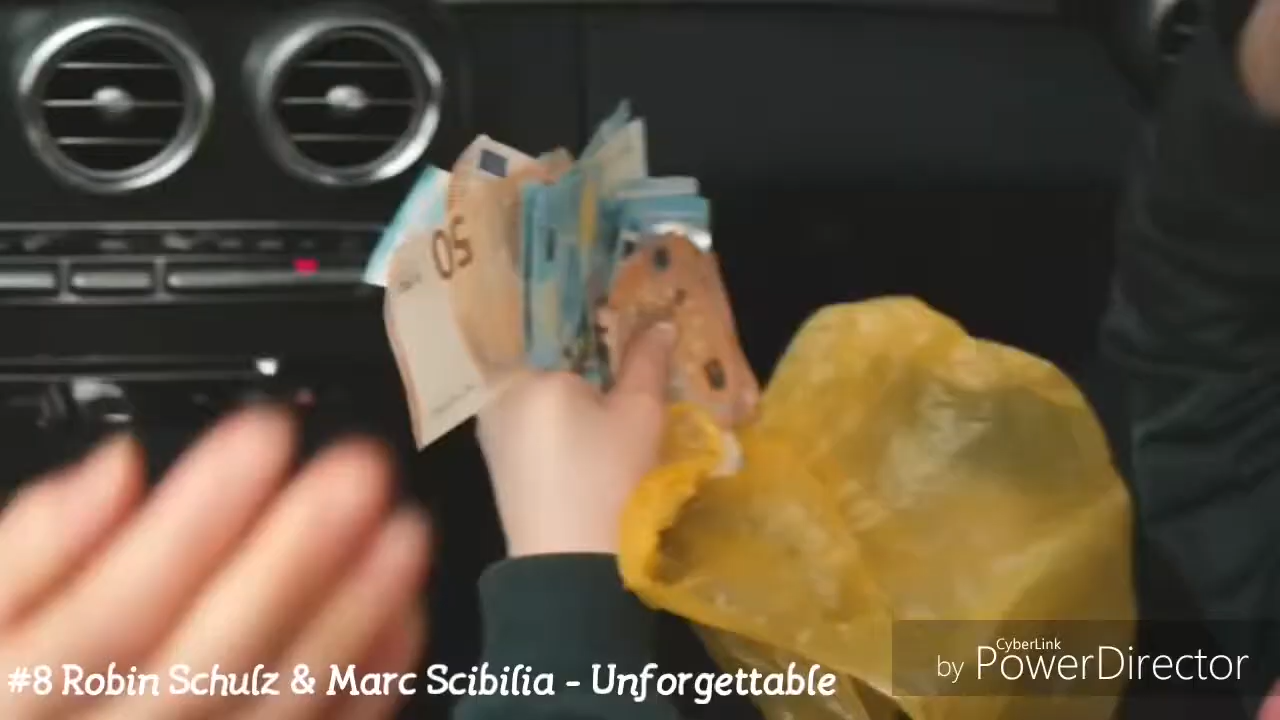 50
#8 Robin Schulz & Marc Scibilia - Unforgettable
CyberLink
by PowerDirector